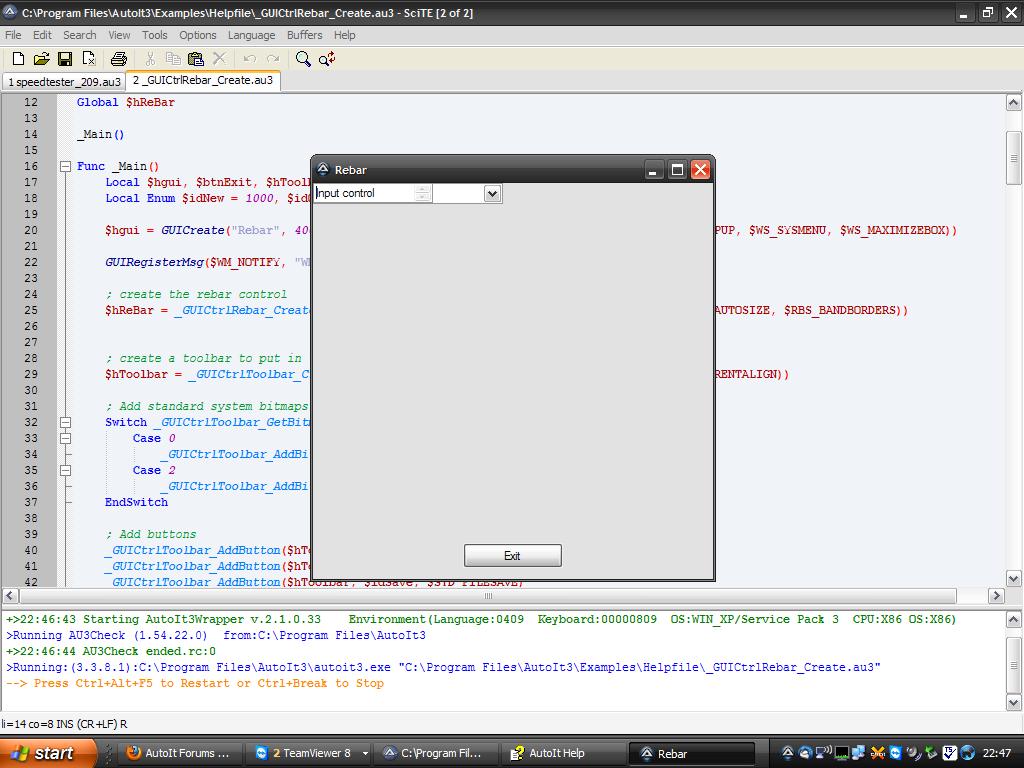 C:\Program Files\AutoIt3\Examples\Helpfile\_GUICtrlRebar_Create.au3 - SciTE [2 of 2]
File Edit Search View Tools Options Language Buffers Help
1 speedtester_209.au3 2 _GUICtrlRebar_Create.au3
12 Global $hReBar
13
14 _Main()
15
16 Func _Main()
Rebar
17 Local $hgui, $btnExit, $hTool
Input control
18 Local Enum $idNew = 1000, $id
19
20 $hgui = GUICreate("Rebar", 40 PUP, $WS_SYSMENU, $WS_MAXIMIZEBOX))
21
22 GUIRegisterMsg($WM_NOTIFY, "W
23
24 ; create the rebar control
25 $hReBar = _GUICtrlRebar_Creat AUTOSIZE, $RBS_BANDBORDERS))
26
27
28 ; create a toolbar to put in
29 $hToolbar = _GUICtrlToolbar_C RENTALIGN))
30
31 ; Add standard system bitmaps
32 Switch _GUICtrlToolbar_GetBit
33 Case 0
34 _GUICtrlToolbar_AddBi
35 Case 2
36 _GUICtrlToolbar_AddBi
37 EndSwitch
38
39 ; Add buttons
40 _GUICtrlToolbar_AddButton($hT
Exit
41 _GUICtrlToolbar_AddButton($hT
42 _GUICtrlToolbar_AddButton($hToolbar, $idSave, $STD_FILESAVE)
+>22:46:43 Starting AutoIt3Wrapper v.2.1.0.33 Environment(Language:0409 Keyboard:00000809 OS:WIN_XP/Service Pack 3 CPU:X86 OS:X86)
>Running AU3Check (1.54.22.0) from:C:\Program Files\AutoIt3
+>22:46:44 AU3Check ended.rc:0
>Running:(3.3.8.1):C:\Program Files\AutoIt3\autoit3.exe "C:\Program Files\AutoIt3\Examples\Helpfile\_GUICtrlRebar_Create.au3"
--> Press Ctrl+Alt+F5 to Restart or Ctrl+Break to Stop
li=14 co=8 INS (CR+LF) R
start AutoIt Forums ... 2 TeamViewer 8 C:\Program Fil... AutoIt Help Rebar 22:47